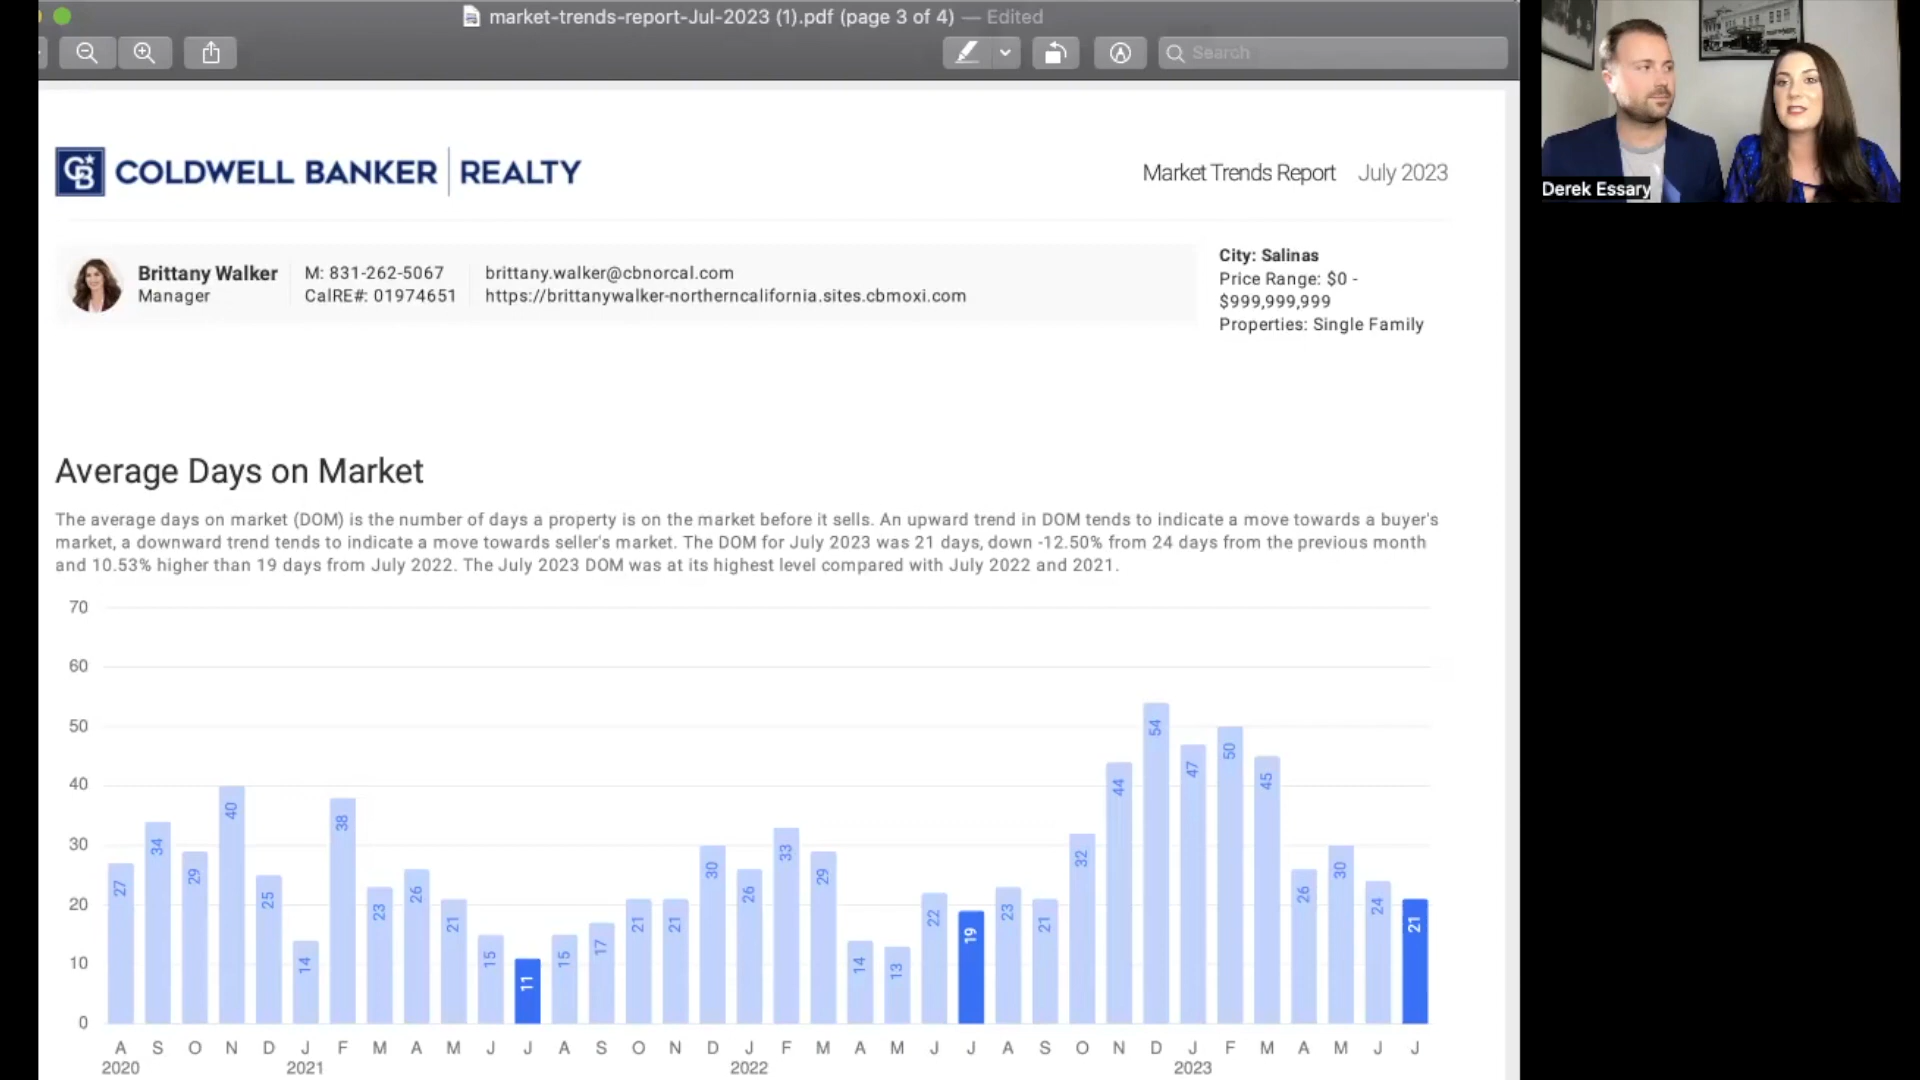 market-trends-report-Jul-2023 (1).pdf (page 3 of 4) — Edited
Search
Derek Essary
CB
COLDWELL BANKER | REALTY
Market Trends Report July 2023
Brittany Walker
Manager
M: 831-262-5067
CalRE#: 01974651
brittany.walker@cbnorcal.com
https://brittanywalker-northerncalifornia.sites.cbmoxi.com
City: Salinas
Price Range: $0 -
$999,999,999
Properties: Single Family
Average Days on Market
The average days on market (DOM) is the number of days a property is on the market before it sells. An upward trend in DOM tends to indicate a move towards a buyer's
market, a downward trend tends to indicate a move towards seller's market. The DOM for July 2023 was 21 days, down -12.50% from 24 days from the previous month
and 10.53% higher than 19 days from July 2022. The July 2023 DOM was at its highest level compared with July 2022 and 2021.
70
60
50
40
30
20
10
0
27 34 29 40 25 14 38 23 26 21 15 11 15 17 21 21 30 26 33 29 14 13 22 19 23 21 32 44 54 47 50 45 26 30 24 21
A S O N D J F M A M J J A S O N D J F M A M J J A S O N D J F M A M J J
2020 2021 2022 2023